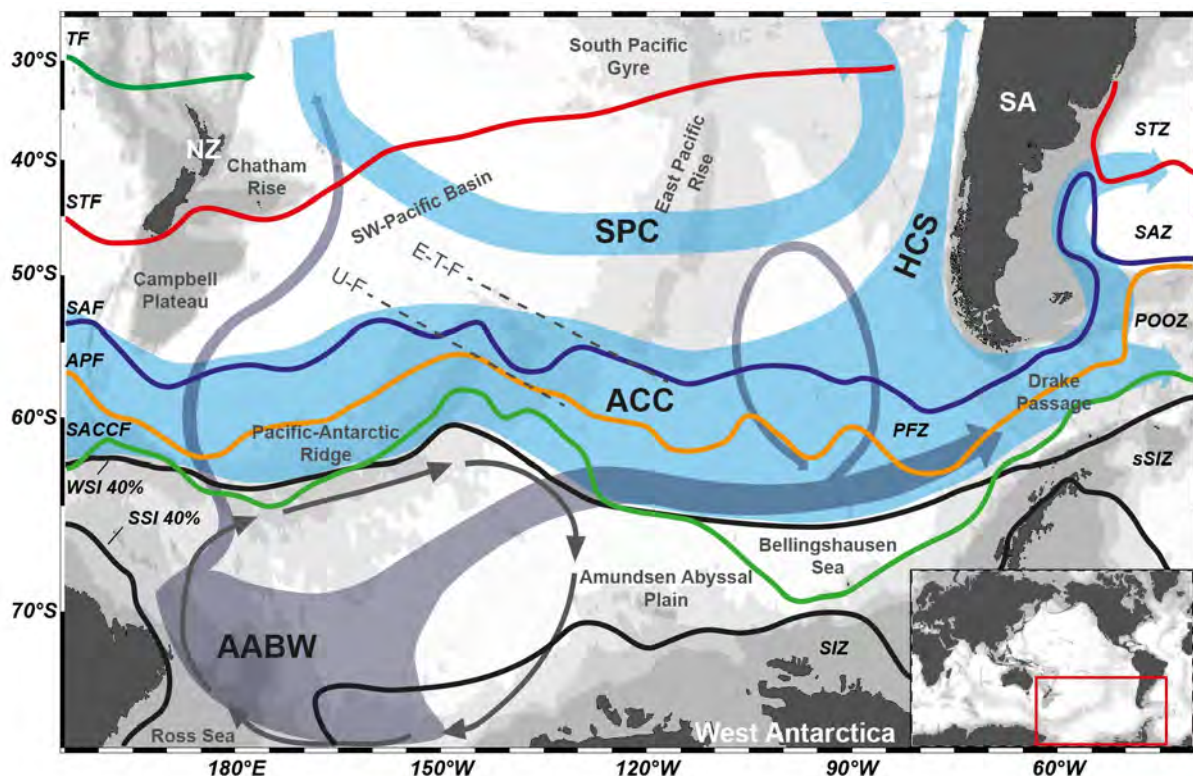 TF
30°S
South Pacific
Gyre
SA
NZ
STZ
40°S
Chatham
Rise
East Pacific
Rise
STF
SW-Pacific Basin
SPC
HCS
SAZ
E-T-F
50°S
Campbell
Plateau
U-F
SAF
POOZ
APF
ACC
Drake
Passage
60°S
SACCF
Pacific-Antarctic
Ridge
PFZ
sSIZ
WSI 40%
SSI 40%
Bellingshausen
Sea
Amundsen Abyssal
Plain
70°S
AABW
SIZ
Ross Sea
West Antarctica
180°E
150°W
120°W
90°W
60°W